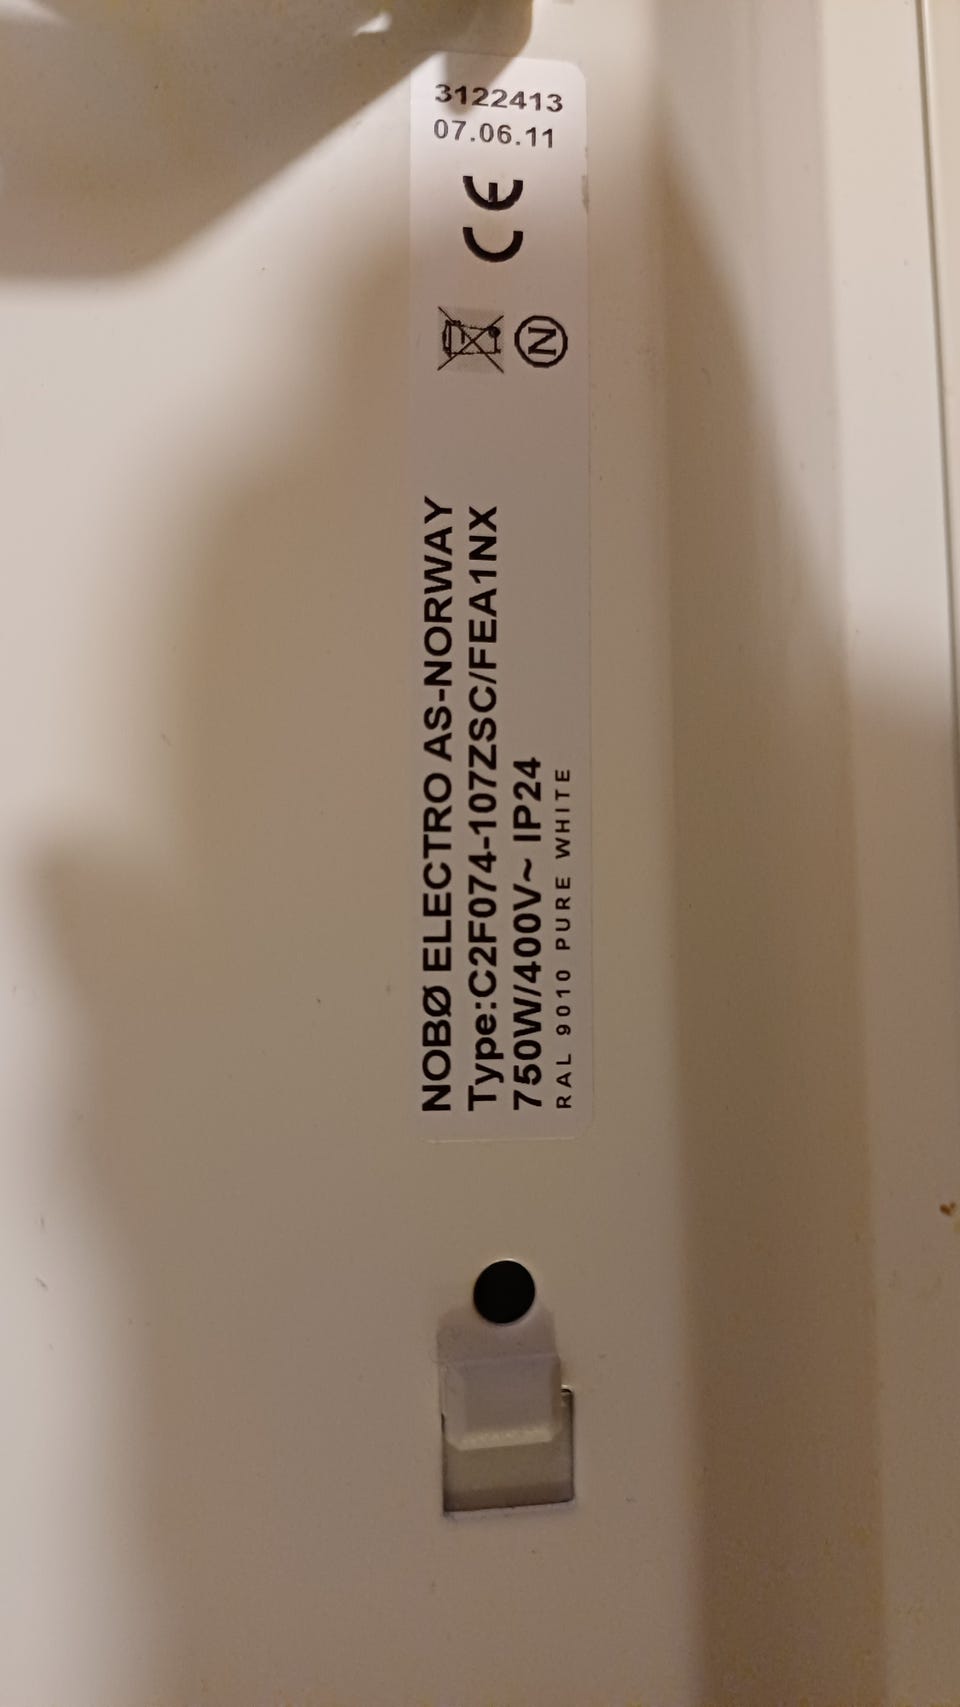 3122413
07.06.11
CE
N
NOBØ ELECTRO AS-NORWAY
Type:C2F074-107ZSC/FEA1NX
750W/400V~ IP24
RAL 9010 PURE WHITE